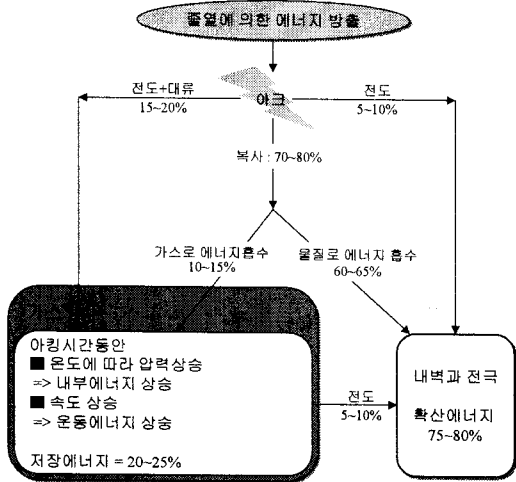 줄열에 의한 에너지 방출
전도+대류
15~20%
아크
전도
5~10%
복사 : 70~80%
가스로 에너지흡수
10~15%
물질로 에너지 흡수
60~65%
아킹시간동안
■ 온도에 따라 압력상승
=> 내부에너지 상승
■ 속도 상승
=> 운동에너지 상승
저장에너지 = 20~25%
전도
5~10%
내벽과 전극
확산에너지
75~80%